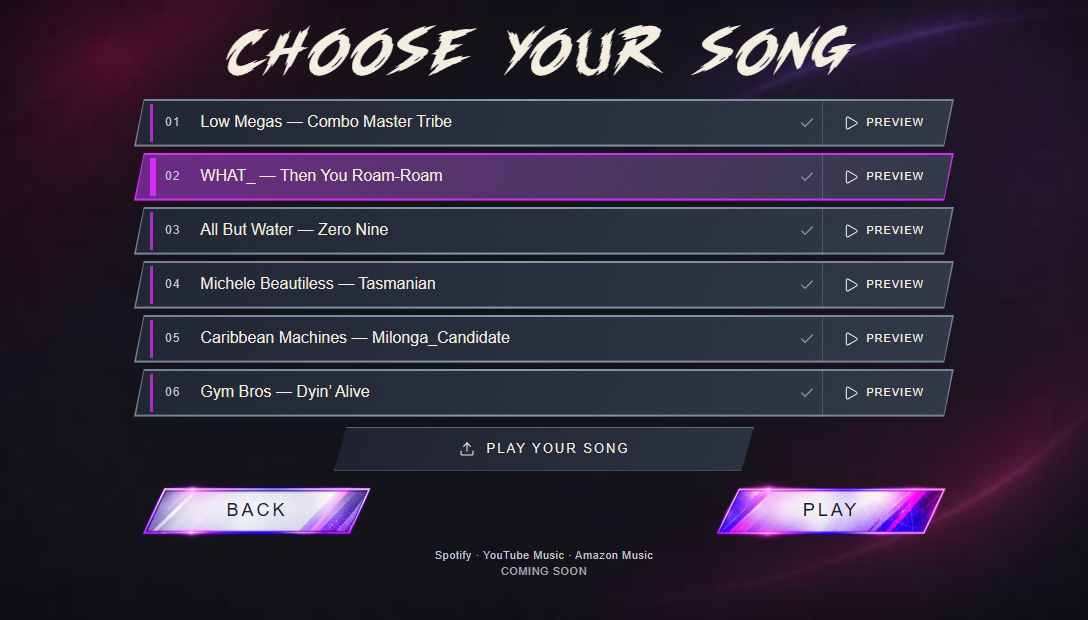 CHOOSE YOUR SONG
01 Low Megas — Combo Master Tribe PREVIEW
02 WHAT_ — Then You Roam-Roam PREVIEW
03 All But Water — Zero Nine PREVIEW
04 Michele Beautiless — Tasmanian PREVIEW
05 Caribbean Machines — Milonga_Candidate PREVIEW
06 Gym Bros — Dyin’ Alive PREVIEW
PLAY YOUR SONG
BACK PLAY
Spotify · YouTube Music · Amazon Music
COMING SOON